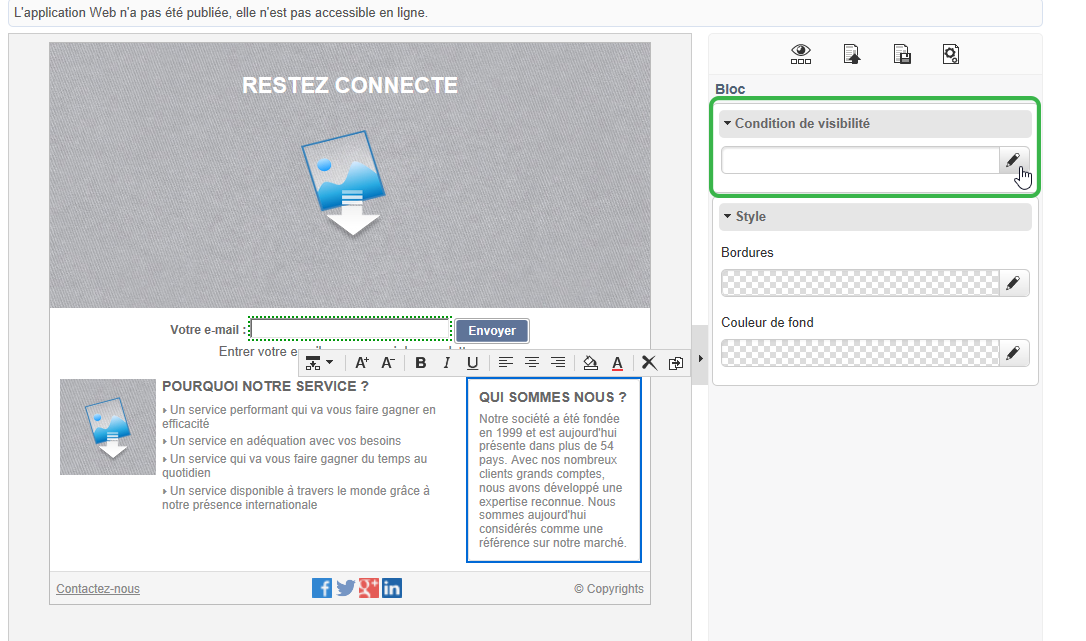 L'application Web n'a pas été publiée, elle n'est pas accessible en ligne.
RESTEZ CONNECTE
Votre e-mail :
Envoyer
Entrer votre e
A+ A- B I U A
POURQUOI NOTRE SERVICE ?
Un service performant qui va vous faire gagner en
efficacité
Un service en adéquation avec vos besoins
Un service qui va vous faire gagner du temps au
quotidien
Un service disponible à travers le monde grâce à
notre présence internationale
QUI SOMMES NOUS ?
Notre société a été fondée
en 1999 et est aujourd'hui
présente dans plus de 54
pays. Avec nos nombreux
clients grands comptes,
nous avons développé une
expertise reconnue. Nous
sommes aujourd'hui
considérés comme une
référence sur notre marché.
Contactez-nous
f g+ in
© Copyrights
Bloc
Condition de visibilité
Style
Bordures
Couleur de fond